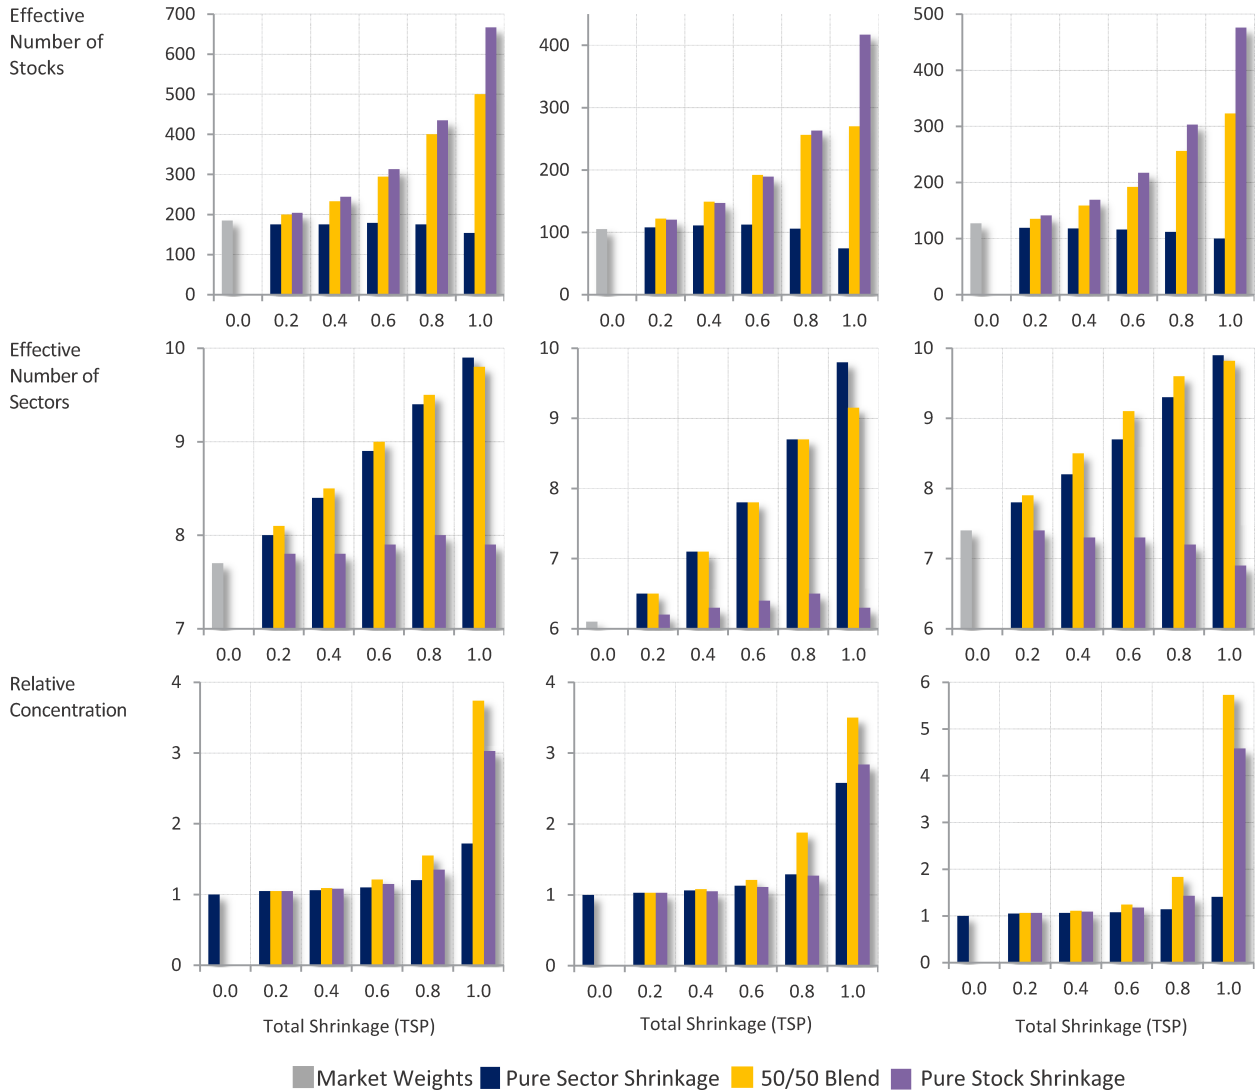 Effective
Number of
Stocks
700
600
500
400
300
200
100
0
0.0 0.2 0.4 0.6 0.8 1.0
400
300
200
100
0
0.0 0.2 0.4 0.6 0.8 1.0
500
400
300
200
100
0
0.0 0.2 0.4 0.6 0.8 1.0
Effective
Number of
Sectors
10
9
8
7
0.0 0.2 0.4 0.6 0.8 1.0
10
9
8
7
6
0.0 0.2 0.4 0.6 0.8 1.0
10
9
8
7
6
0.0 0.2 0.4 0.6 0.8 1.0
Relative
Concentration
4
3
2
1
0
0.0 0.2 0.4 0.6 0.8 1.0
Total Shrinkage (TSP)
4
3
2
1
0
0.0 0.2 0.4 0.6 0.8 1.0
Total Shrinkage (TSP)
6
5
4
3
2
1
0
0.0 0.2 0.4 0.6 0.8 1.0
Total Shrinkage (TSP)
Market Weights Pure Sector Shrinkage 50/50 Blend Pure Stock Shrinkage